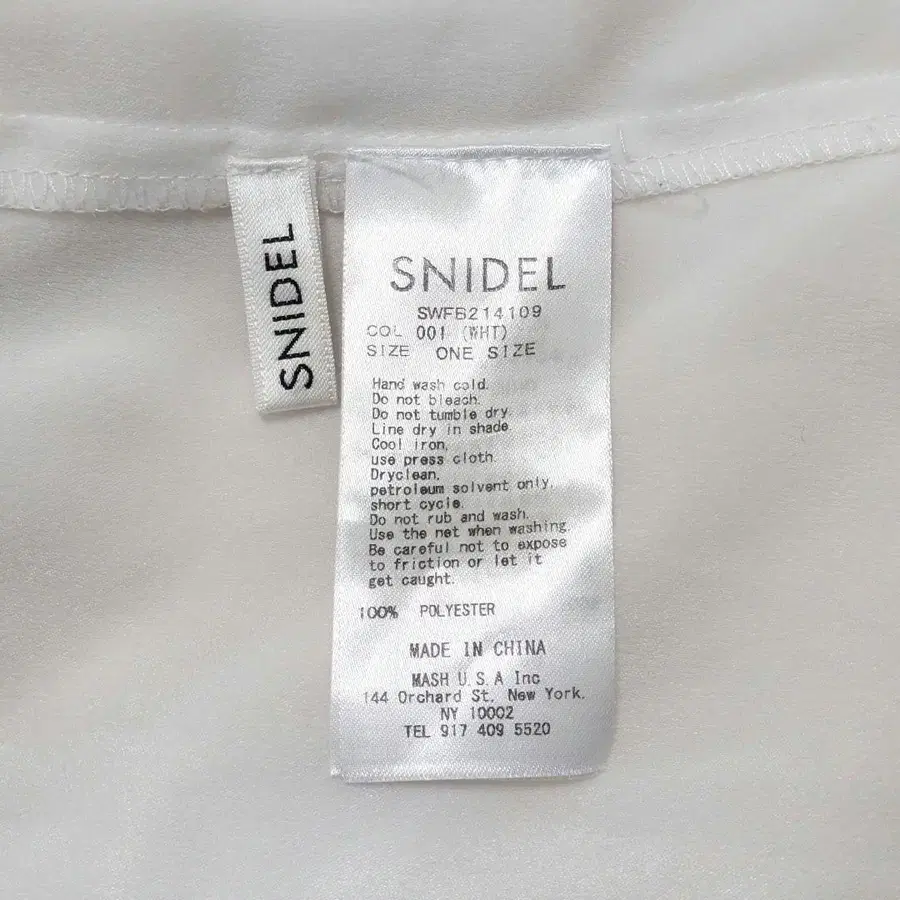 SNIDEL
SNIDEL
SWFB214109
COL 001 (WHT)
SIZE ONE SIZE
Hand wash cold.
Do not bleach.
Do not tumble dry
Line dry in shade
Cool iron,
use press cloth.
Dryclean,
petroleum solvent only,
short cycle.
Do not rub and wash.
Use the net when washing.
Be careful not to expose
to friction or let it
get caught.
100% POLYESTER
MADE IN CHINA
MASH U.S.A Inc
144 Orchard St. New York.
NY 10002
TEL 917 409 5520